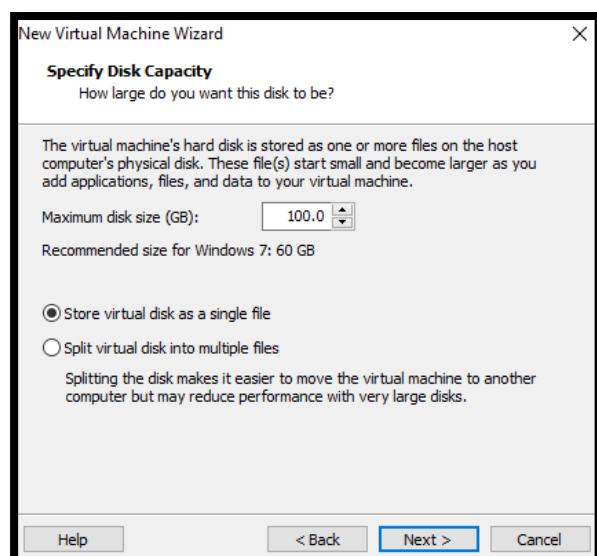 New Virtual Machine Wizard
Specify Disk Capacity
How large do you want this disk to be?
The virtual machine's hard disk is stored as one or more files on the host
computer's physical disk. These file(s) start small and become larger as you
add applications, files, and data to your virtual machine.
Maximum disk size (GB): 100.0
Recommended size for Windows 7: 60 GB
Store virtual disk as a single file
Split virtual disk into multiple files
Splitting the disk makes it easier to move the virtual machine to another
computer but may reduce performance with very large disks.
Help < Back Next > Cancel